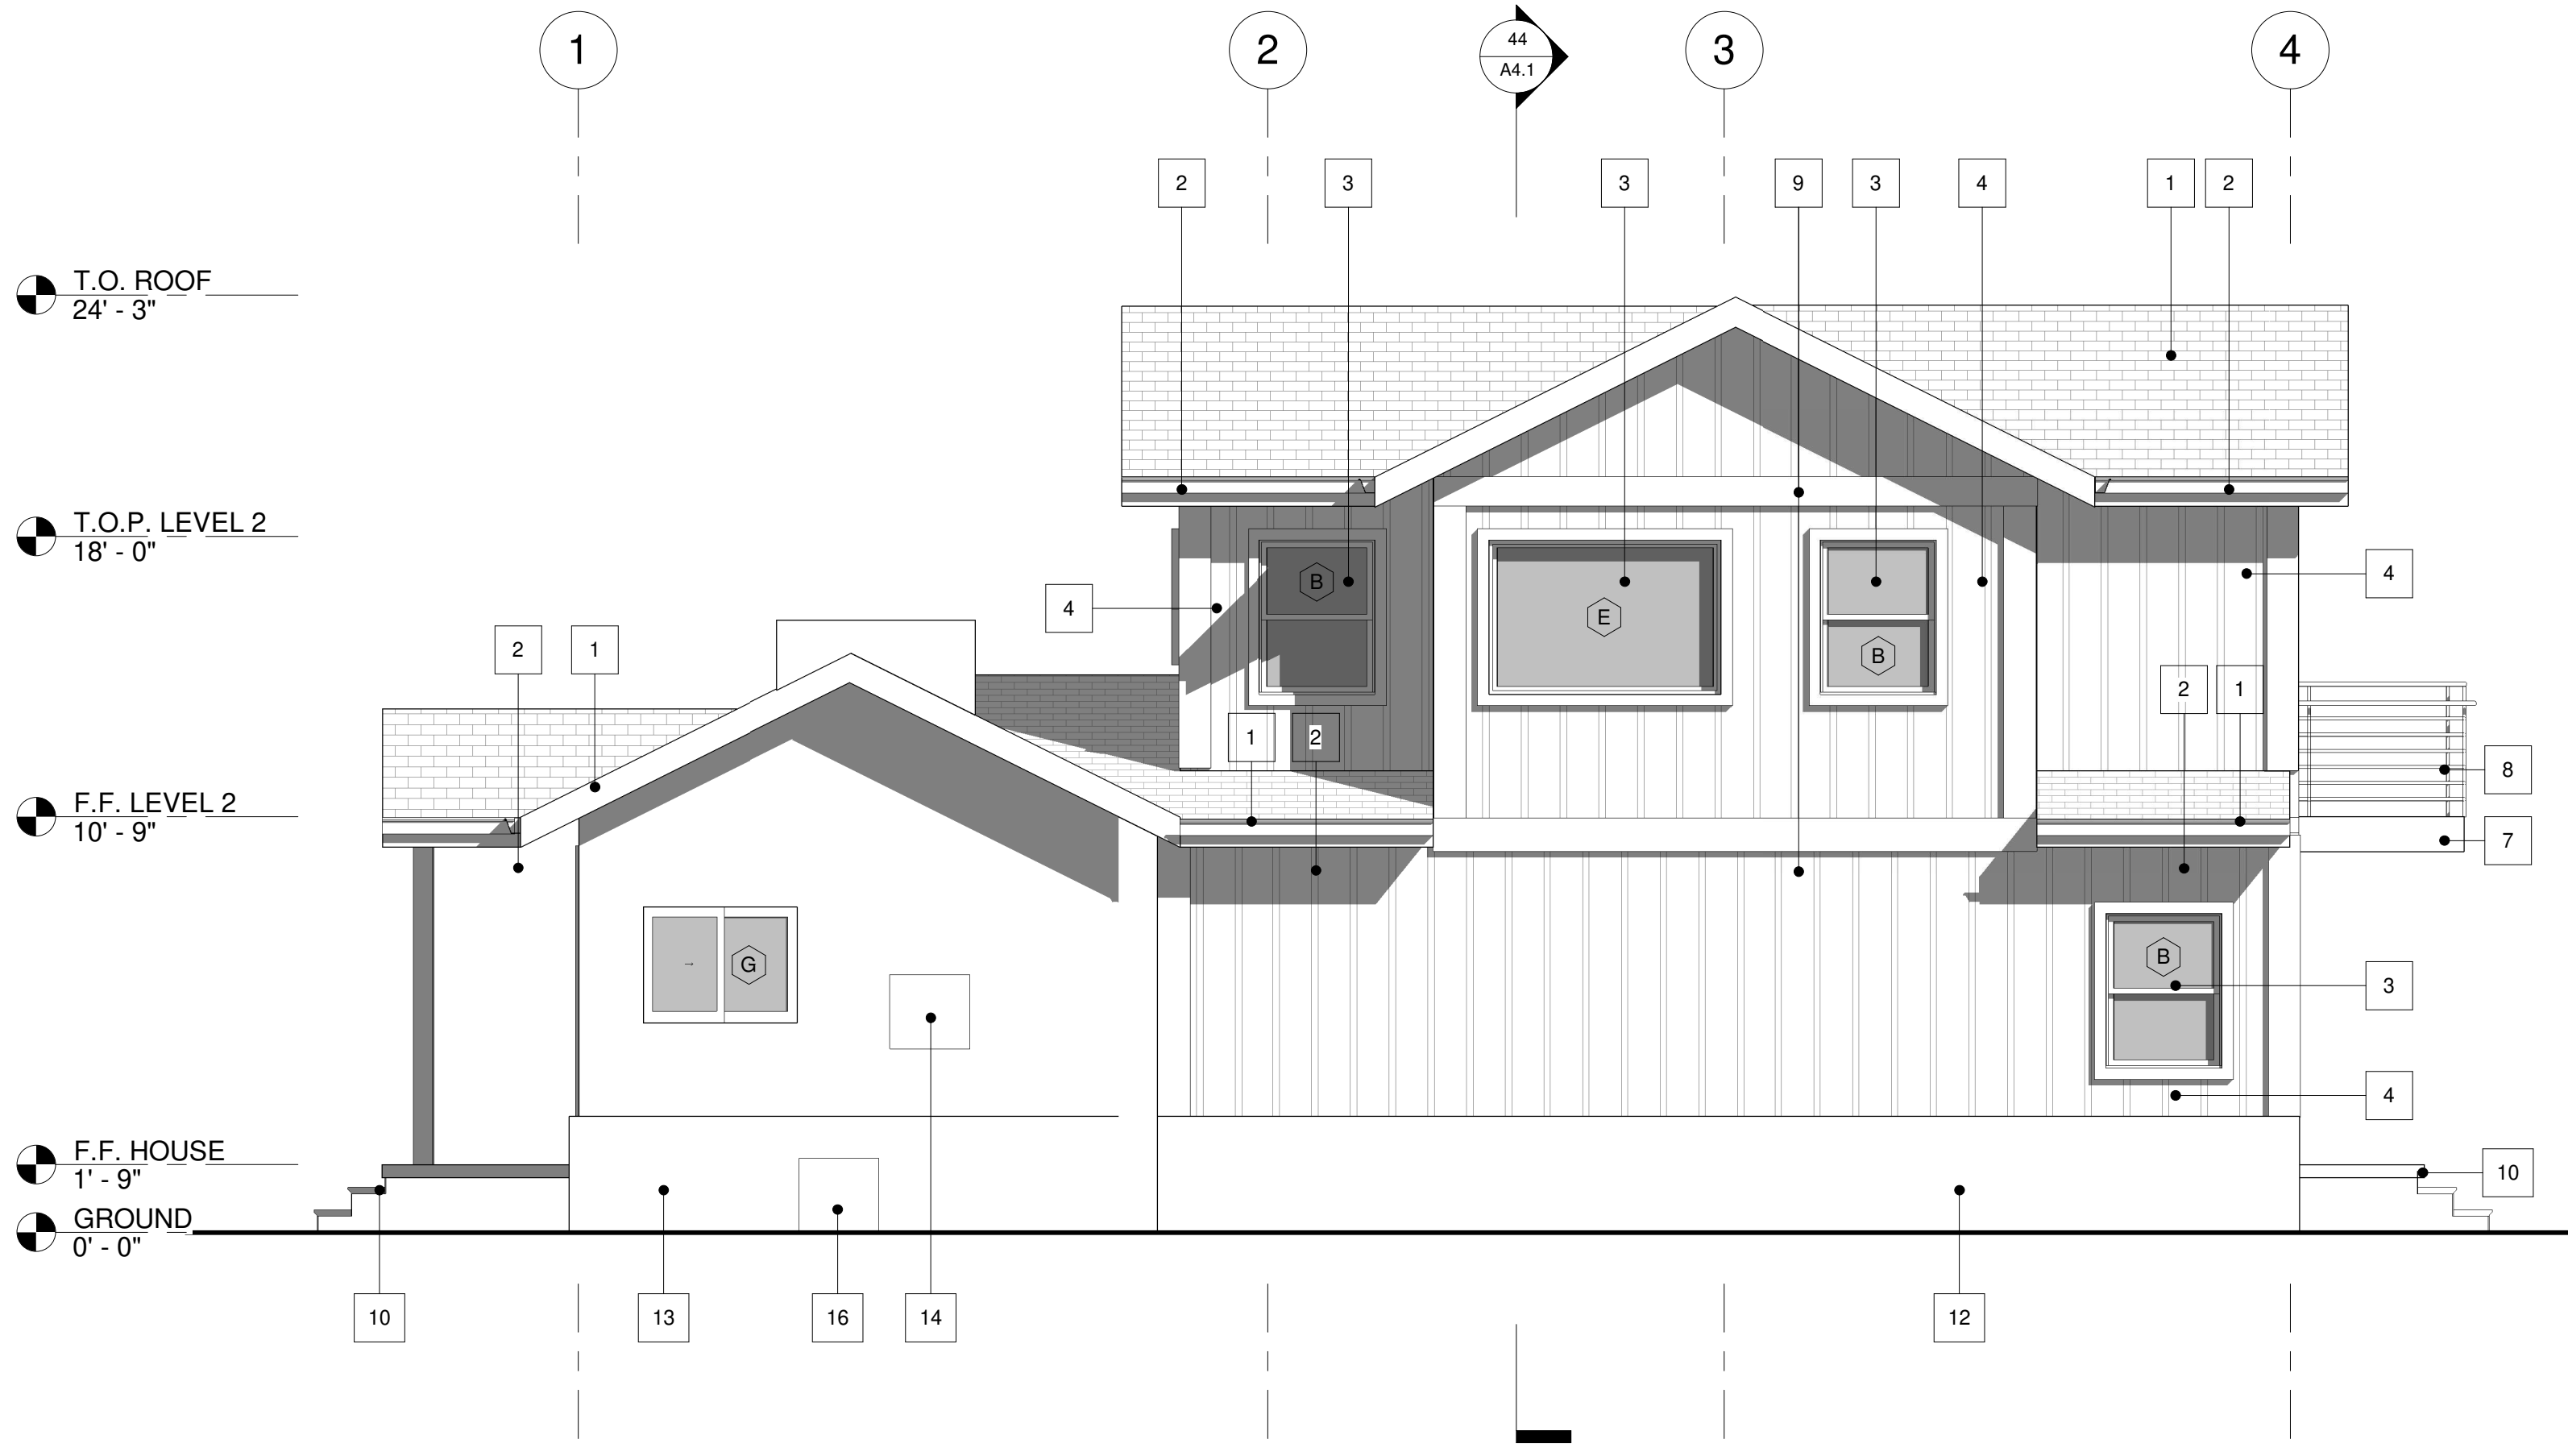 1
2
44
A4.1
3
4
2
3
3
9
3
4
1
2
T.O. ROOF
24' - 3"
T.O.P. LEVEL 2
18' - 0"
B
E
B
4
4
2
1
2
1
1
2
8
F.F. LEVEL 2
10' - 9"
7
G
→
B
3
4
F.F. HOUSE
1' - 9"
10
GROUND
0' - 0"
10
13
16
14
12